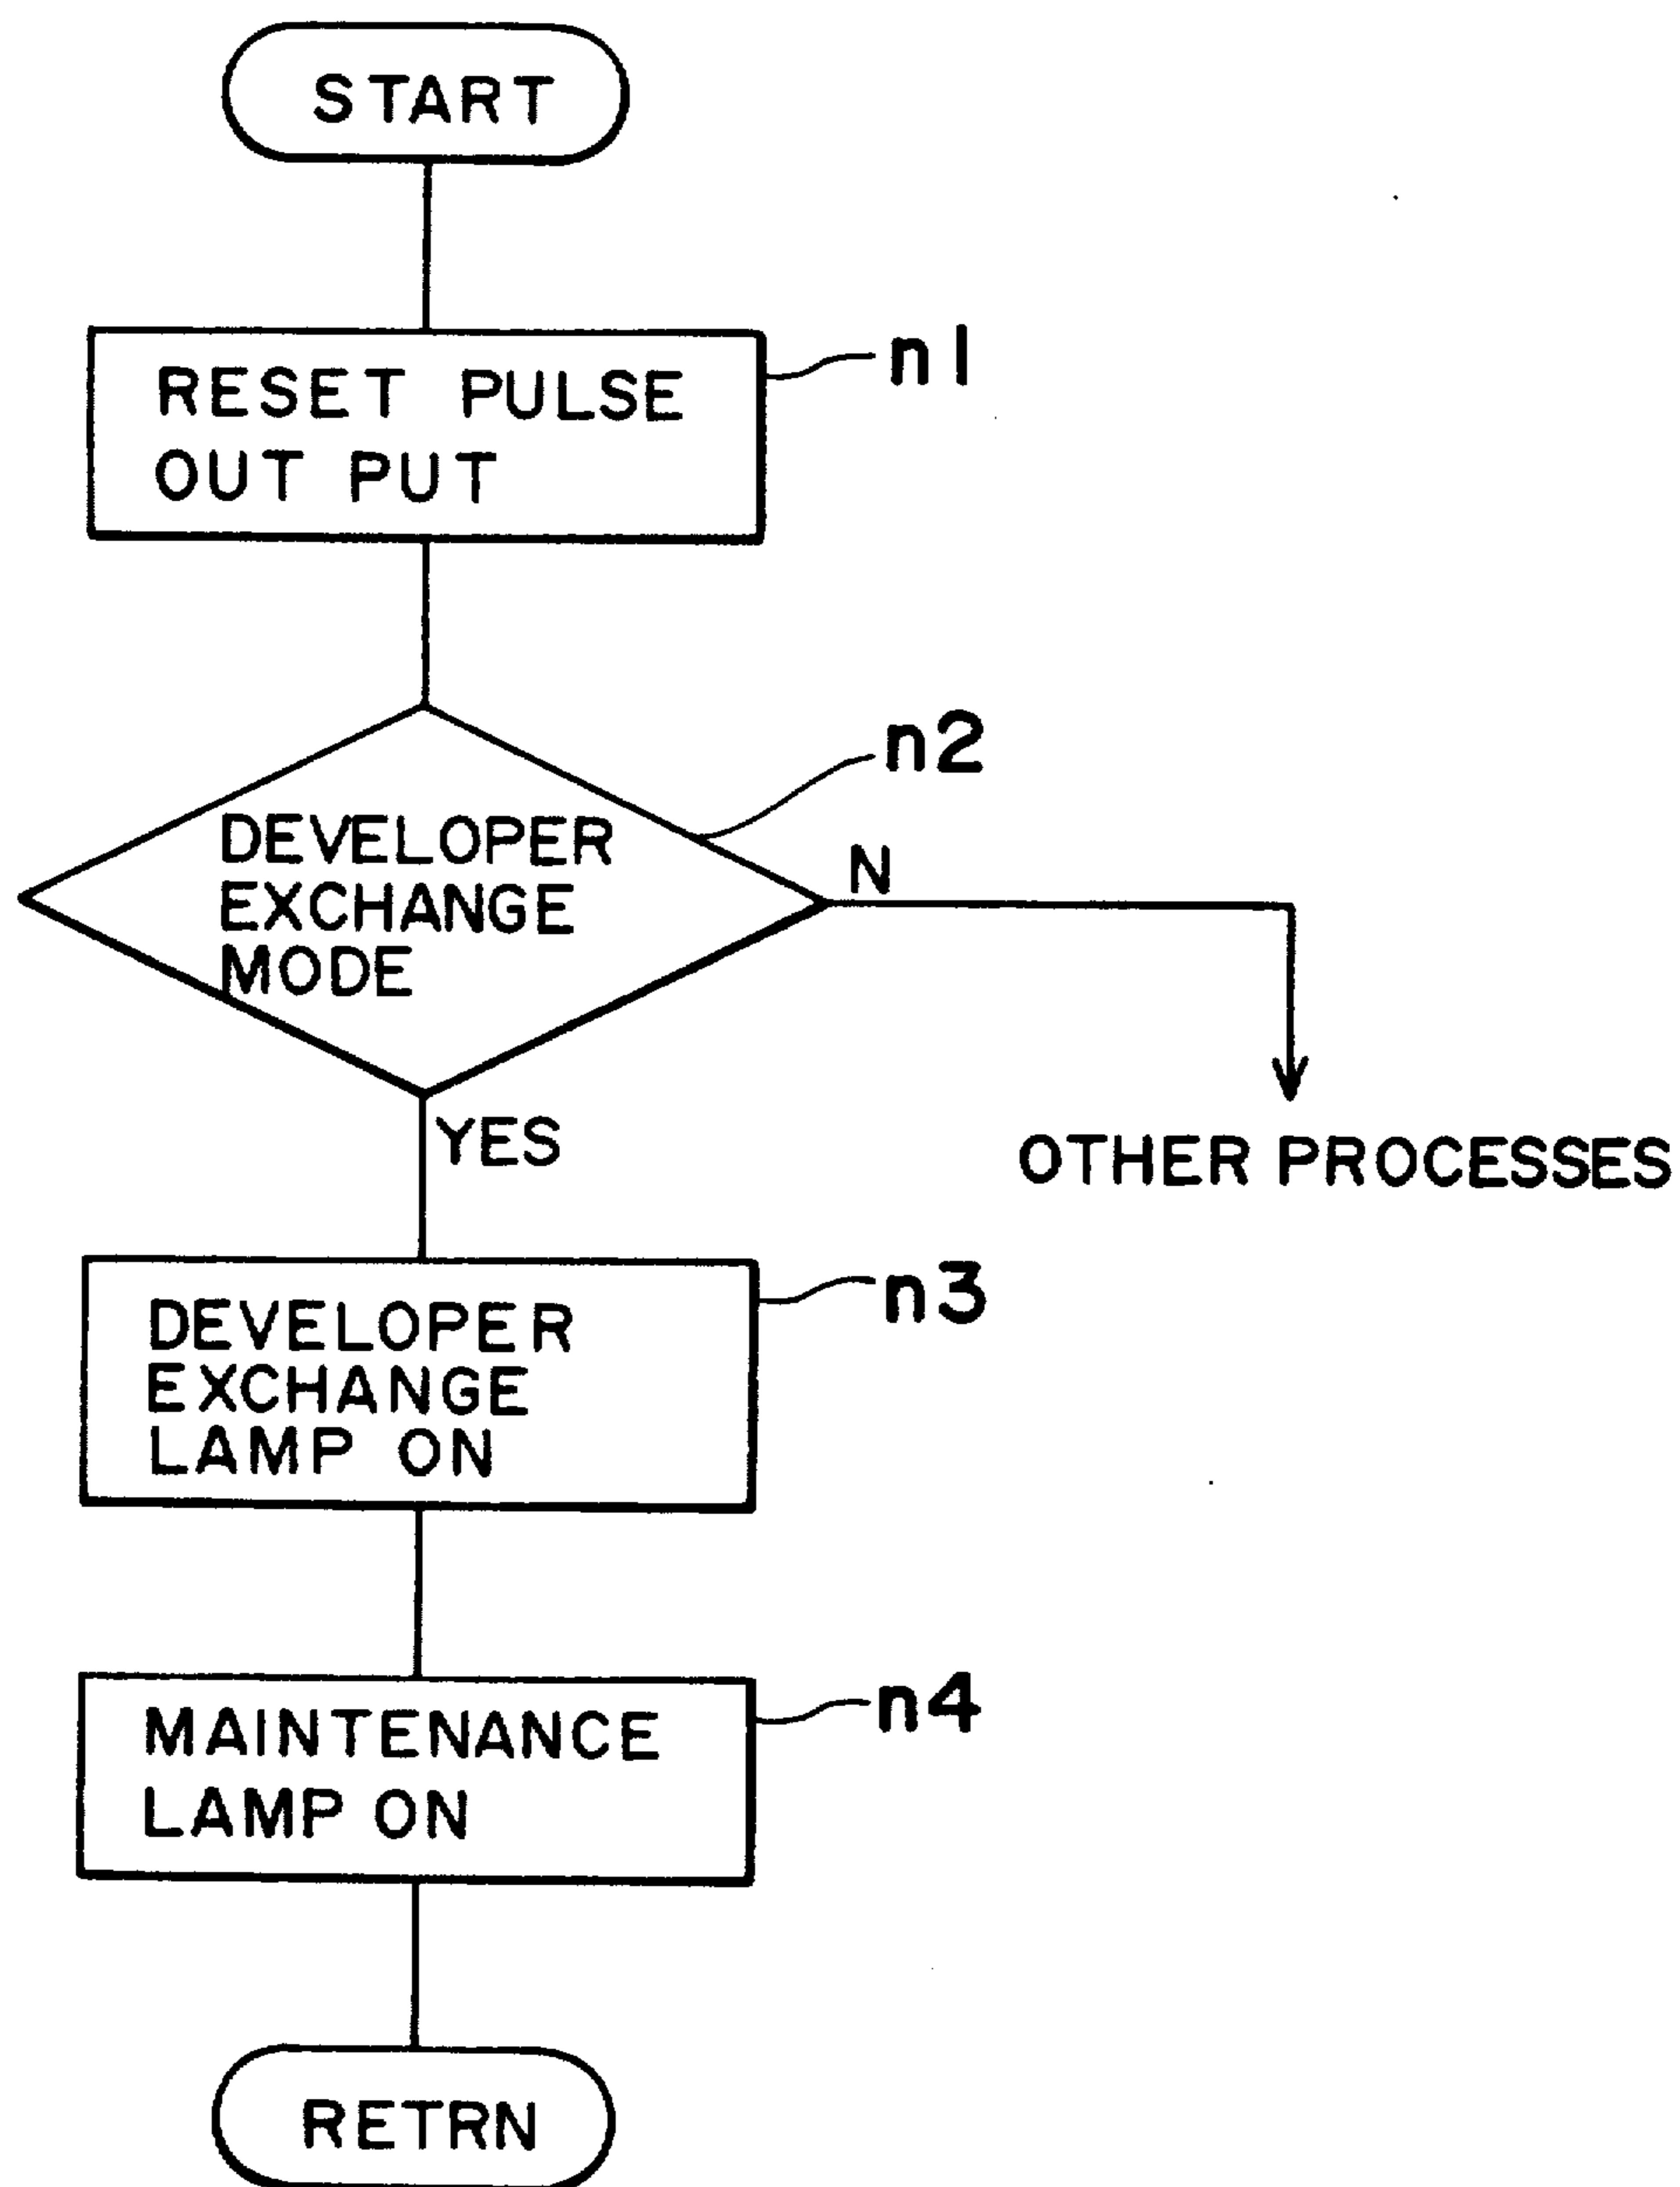 START
RESET PULSE
OUT PUT
n1
DEVELOPER
EXCHANGE
MODE
n2
N
YES
OTHER PROCESSES
DEVELOPER
EXCHANGE
LAMP ON
n3
MAINTENANCE
LAMP ON
n4
RETRN